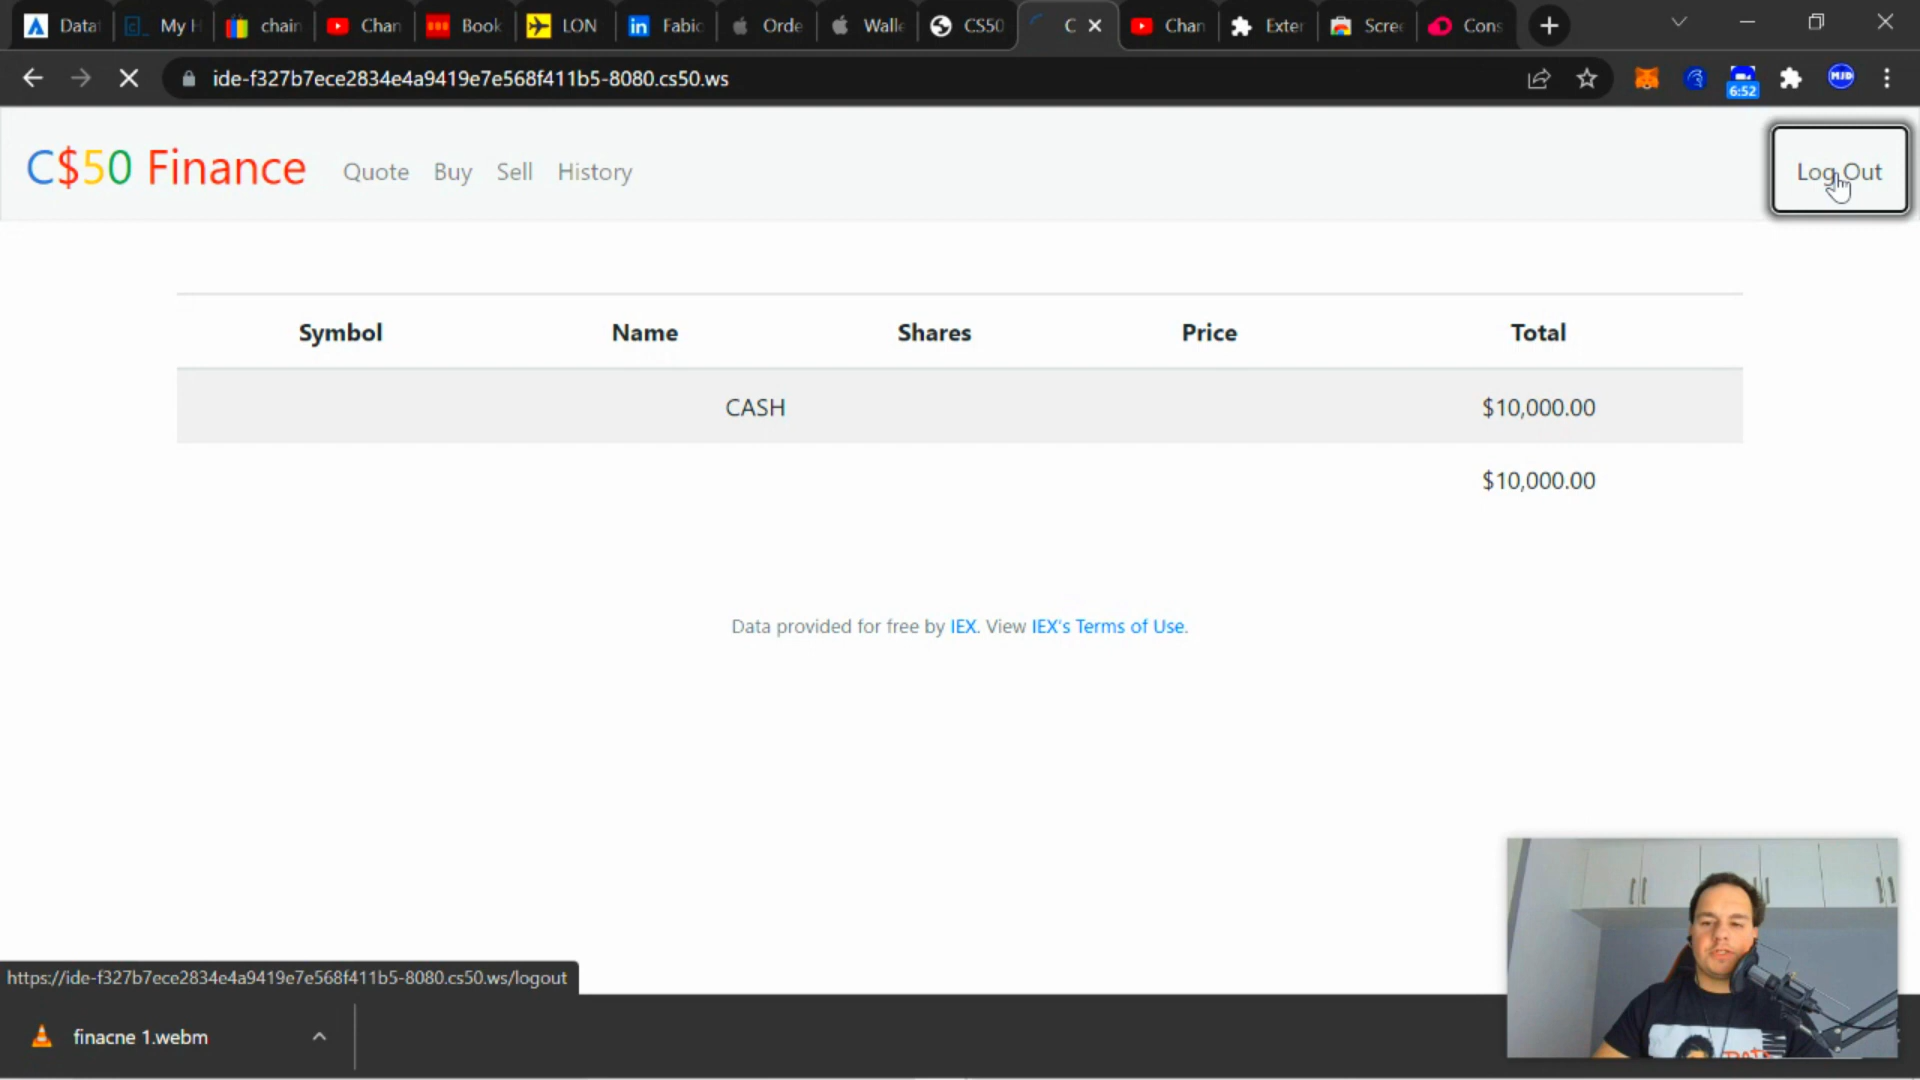 Data
My H
chain
Chan
Book
LON
Fabic
Orde
Walle
CS50
C
Chan
Exter
Scree
Cons
ide-f327b7ece2834e4a9419e7e568f411b5-8080.cs50.ws
6:52
MJD
C$50 Finance Quote Buy Sell History Log Out
Symbol Name Shares Price Total
CASH $10,000.00
$10,000.00
Data provided for free by IEX. View IEX's Terms of Use.
https://ide-f327b7ece2834e4a9419e7e568f411b5-8080.cs50.ws/logout
finacne 1.webm